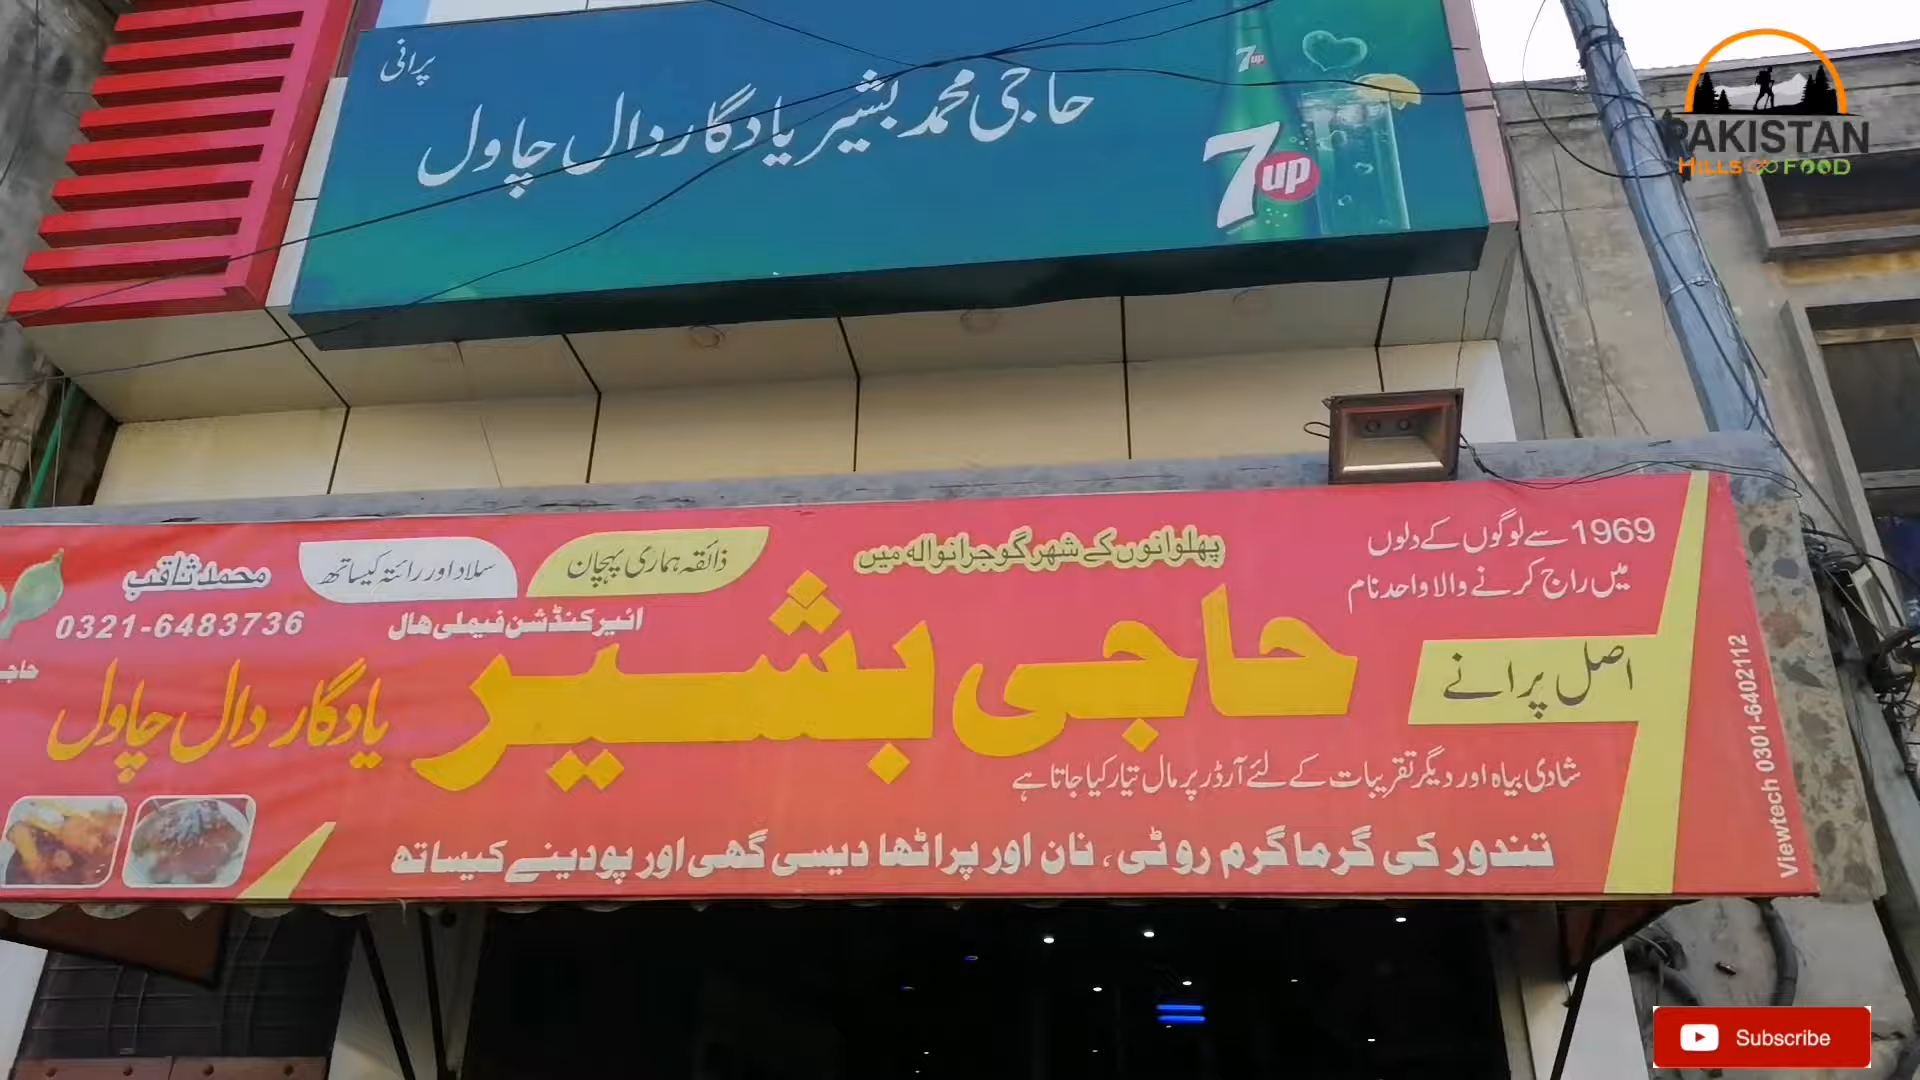 پرانی
حاجی محمد بشیر یادگار دال چاول
7up
7up
PAKISTAN
HILLS FOOD
1969 سے لوگوں کے دلوں
میں راج کرنے والا واحد نام
پہلوانوں کے شہر گوجرانوالہ میں
ذائقہ ہماری پہچان
سلاد اور رائتہ کیساتھ
محمد ثاقب
0321-6483736
ائیرکنڈشن فیملی ھال
اصل پرانے
حاجی بشیر
یادگار دال چاول
شادی بیاہ اور دیگر تقریبات کے لئے آرڈر پر مال تیار کیا جاتا ہے
تندور کی گرما گرم روٹی، نان اور پراٹھا دیسی گھی اور پودینے کیساتھ
Viewtech 0301-6402112
Subscribe